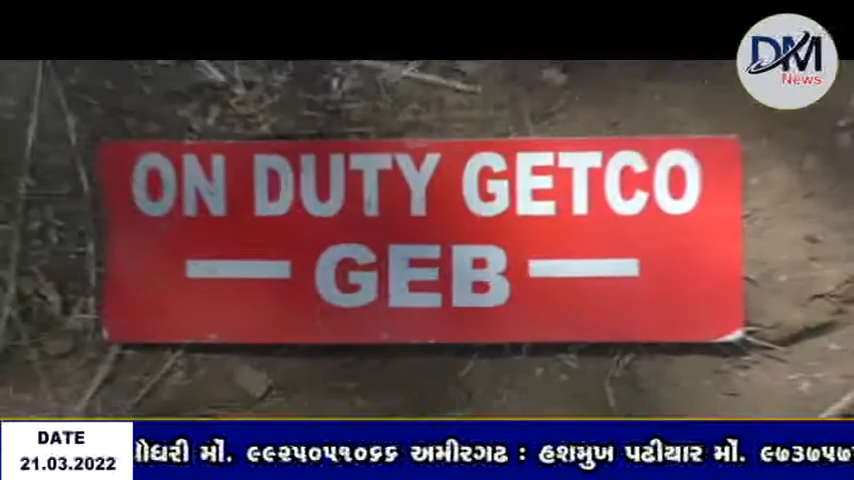 DM
News
ON DUTY GETCO
— GEB —
DATE
21.03.2022
મોં. ૯૯૨૫૦૫૧૦૬૬ અમીરગઢ : હશમુખ પઢીયાર મોં.